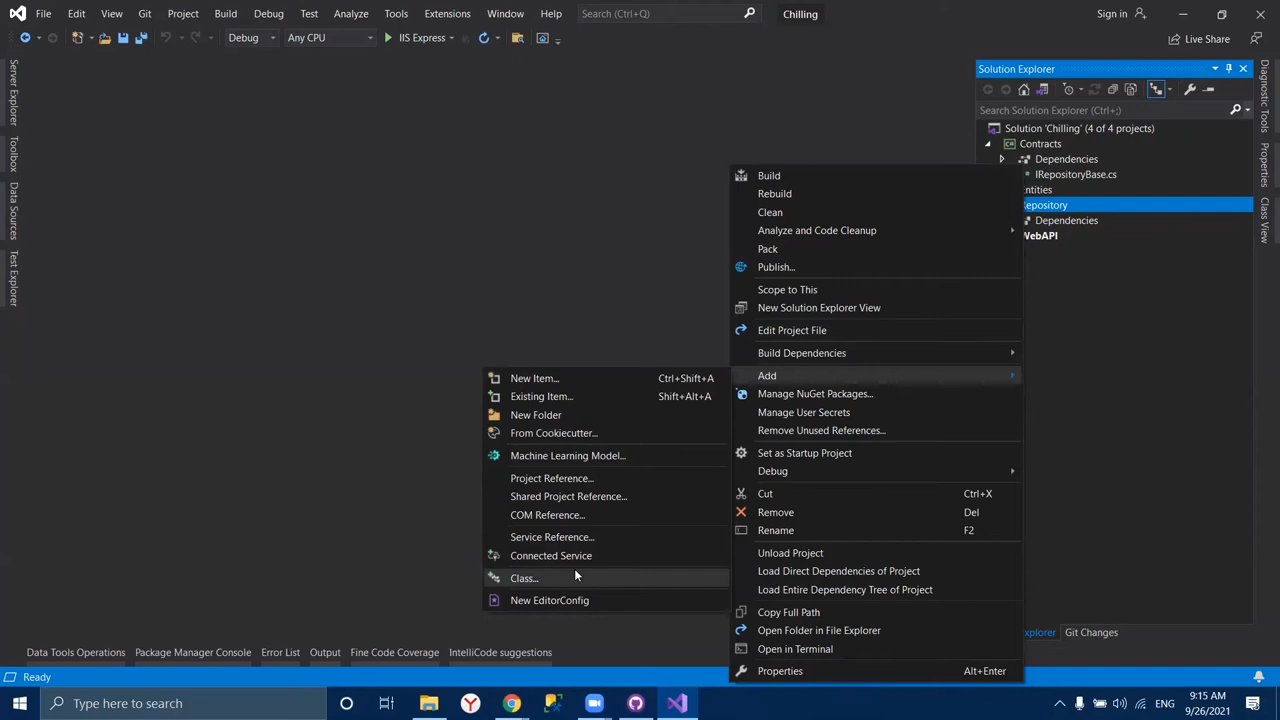 File Edit View Git Project Build Debug Test Analyze Tools Extensions Window Help Search (Ctrl+Q) Chilling Sign in
Debug Any CPU IIS Express Live Share
Server Explorer
Toolbox
Data Sources
Test Explorer
Solution Explorer
Search Solution Explorer (Ctrl+;)
Solution 'Chilling' (4 of 4 projects)
C# Contracts
Dependencies
IRepositoryBase.cs
ntities
epository
Dependencies
WebAPI
Diagnostic Tools
Properties
Class View
Build
Rebuild
Clean
Analyze and Code Cleanup
Pack
Publish...
Scope to This
New Solution Explorer View
Edit Project File
Build Dependencies
Add
Manage NuGet Packages...
Manage User Secrets
Remove Unused References...
Set as Startup Project
Debug
Cut Ctrl+X
Remove Del
Rename F2
Unload Project
Load Direct Dependencies of Project
Load Entire Dependency Tree of Project
Copy Full Path
Open Folder in File Explorer
Open in Terminal
Properties Alt+Enter
New Item... Ctrl+Shift+A
Existing Item... Shift+Alt+A
New Folder
From Cookiecutter...
Machine Learning Model...
Project Reference...
Shared Project Reference...
COM Reference...
Service Reference...
Connected Service
Class...
New EditorConfig
xplorer Git Changes
Data Tools Operations Package Manager Console Error List Output Fine Code Coverage IntelliCode suggestions
Ready
Type here to search
ENG
9:15 AM
9/26/2021